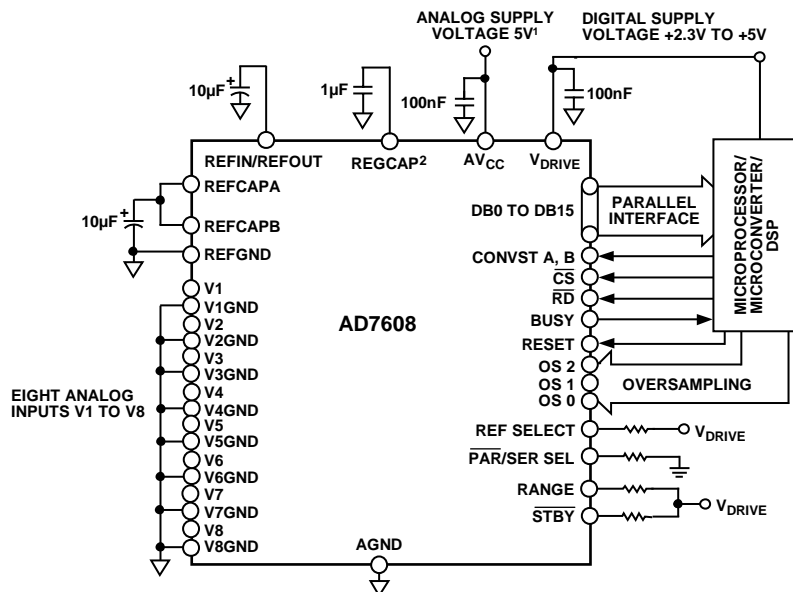 ANALOG SUPPLY
VOLTAGE 5V¹
DIGITAL SUPPLY
VOLTAGE +2.3V TO +5V
10µF
+
1µF
100nF
100nF
REFIN/REFOUT
REGCAP²
AVCC
VDRIVE
REFCAPA
10µF
+
REFCAPB
REFGND
DB0 TO DB15
PARALLEL
INTERFACE
MICROPROCESSOR/
MICROCONVERTER/
DSP
CONVST A, B
CS
RD
BUSY
RESET
OS 2
OS 1
OS 0
OVERSAMPLING
REF SELECT
VDRIVE
PAR/SER SEL
RANGE
STBY
VDRIVE
AD7608
EIGHT ANALOG
INPUTS V1 TO V8
V1
V1GND
V2
V2GND
V3
V3GND
V4
V4GND
V5
V5GND
V6
V6GND
V7
V7GND
V8
V8GND
AGND